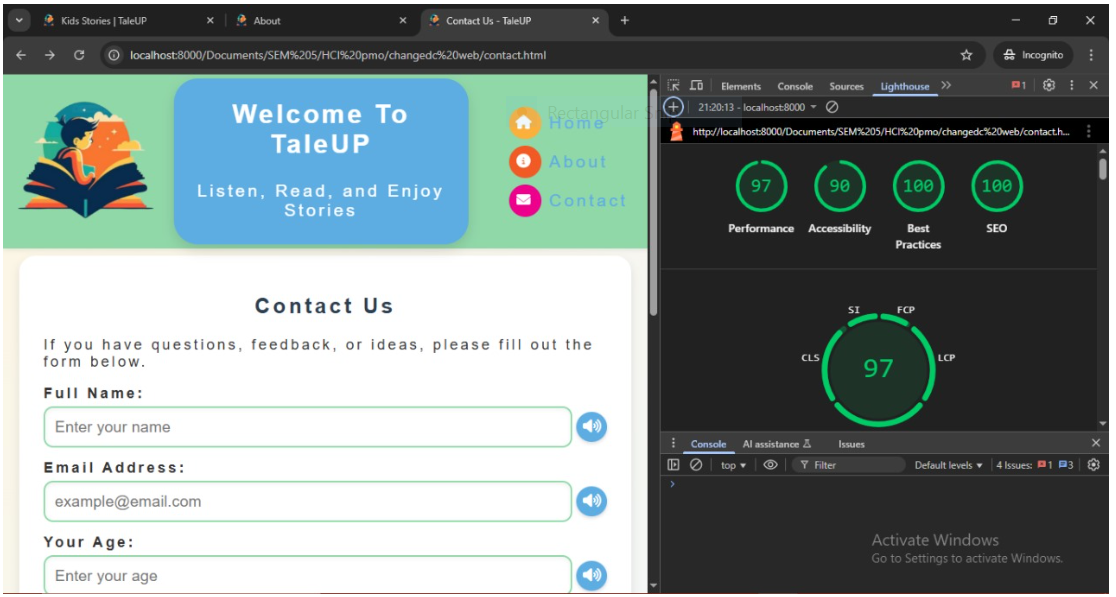 Kids Stories | TaleUP
About
Contact Us - TaleUP
localhost:8000/Documents/SEM%205/HCI%20pmo/changedc%20web/contact.html
Incognito
Welcome To
TaleUP
Listen, Read, and Enjoy
Stories
Rectangular S
Home
About
Contact
Contact Us
If you have questions, feedback, or ideas, please fill out the
form below.
Full Name:
Enter your name
Email Address:
example@email.com
Your Age:
Enter your age
Elements Console Sources Lighthouse 1
21:20:13 - localhost:8000
http://localhost:8000/Documents/SEM%205/HCI%20pmo/changedc%20web/contact.h...
97 90 100 100
Performance Accessibility Best
Practices SEO
SI FCP
CLS LCP
97
Console AI assistance Issues
top Filter Default levels 4 Issues: 1 3
Activate Windows
Go to Settings to activate Windows.